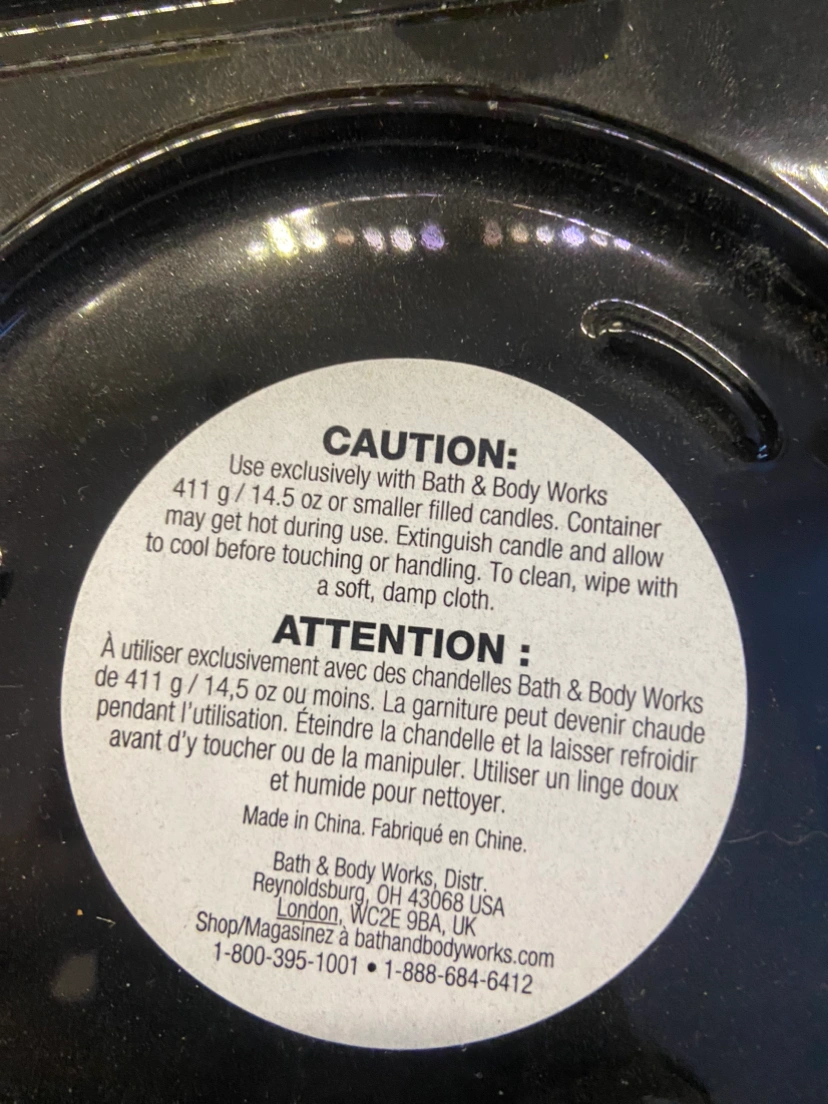 CAUTION:
Use exclusively with Bath & Body Works
411 g / 14.5 oz or smaller filled candles. Container
may get hot during use. Extinguish candle and allow
to cool before touching or handling. To clean, wipe with
a soft, damp cloth.
ATTENTION :
À utiliser exclusivement avec des chandelles Bath & Body Works
de 411 g / 14,5 oz ou moins. La garniture peut devenir chaude
pendant l'utilisation. Éteindre la chandelle et la laisser refroidir
avant d'y toucher ou de la manipuler. Utiliser un linge doux
et humide pour nettoyer.
Made in China. Fabriqué en Chine.
Bath & Body Works, Distr.
Reynoldsburg, OH 43068 USA
London, WC2E 9BA, UK
Shop/Magasinez à bathandbodyworks.com
1-800-395-1001 • 1-888-684-6412